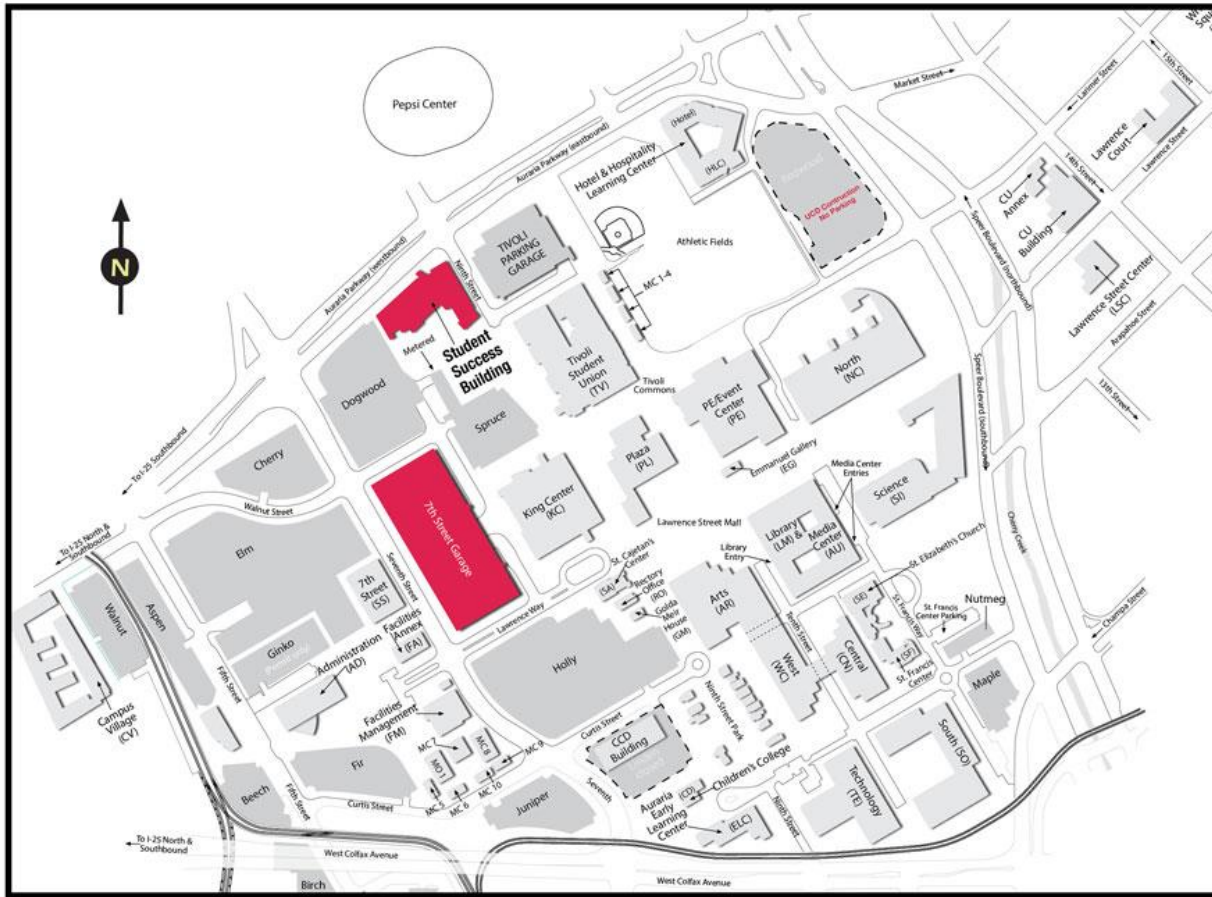 Pepsi Center
N
Auraria Parkway (eastbound)
Auraria Parkway (westbound)
Market Street
Larimer Street
15th Street
14th Street
Lawrence Street
Lawrence
Court
CU
Annex
CU
Building
Lawrence Street Center
(LSC)
Arapahoe Street
13th Street
Speer Boulevard (northbound)
Speer Boulevard (southbound)
Cherry Creek
Champa Street
(Hotel)
(HLC)
Hotel & Hospitality
Learning Center
UCD Contruction
No Parking
Athletic Fields
MC 1-4
TIVOLI
PARKING
GARAGE
Ninth Street
Metered
Student
Success
Building
Dogwood
Spruce
Tivoli
Student
Union
(TV)
Tivoli
Commons
PE/Event
Center
(PE)
North
(NC)
Plaza
(PL)
Emmanuel Gallery
(EG)
Media Center
Entries
Science
(SI)
King Center
(KC)
Lawrence Street Mall
Library
(LM) &
Media
Center
(AU)
Library
Entry
St. Elizabeth's Church
Cherry
To I-25 Southbound
Walnut Street
To I-25 North &
Southbound
Elm
7th Street Garage
Seventh Street
7th
Street
(SS)
Walnut
Aspen
Campus
Village
(CV)
Ginko
Fifth Street
Administration
(AD)
Facilities
Annex
(FA)
Lawrence Way
St. Cajetan's
Center
(SA)
Rectory
Office
(RO)
Golda
Meir
House
(GM)
Arts
(AR)
Tenth Street
West
(WC)
Central
(CN)
(SE)
St. Francis Way
St. Francis
Center Parking
Nutmeg
(SF)
St. Francis
Center
Maple
Holly
Facilities
Management
(FM)
Curtis Street
CCD
Building
closed
Ninth Street Park
MC 7
MC 8
MC 9
MO 1
MC 10
MC 5
MC 6
Fir
Fifth Street
Curtis Street
Beech
Juniper
Seventh
(CD)
Children's College
Auraria
Early
Learning
Center
(ELC)
Ninth Street
Technology
(TE)
South (SO)
To I-25 North &
Southbound
West Colfax Avenue
West Colfax Avenue
Birch